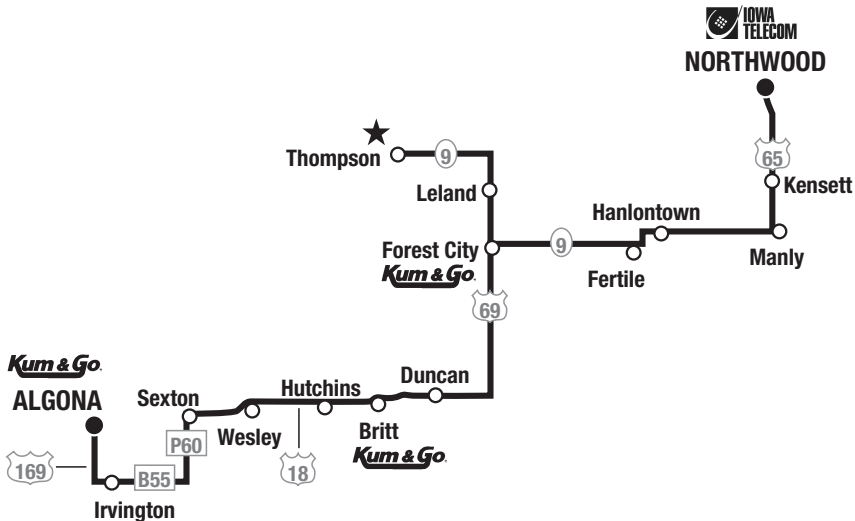 IOWA
TELECOM
NORTHWOOD
Thompson
9
65
Leland
Kensett
Hanlontown
Forest City
9
Manly
Kum & Go.
Fertile
69
Kum & Go.
ALGONA
Sexton
Hutchins
Duncan
P60
Wesley
Britt
Kum & Go.
169
B55
18
Irvington